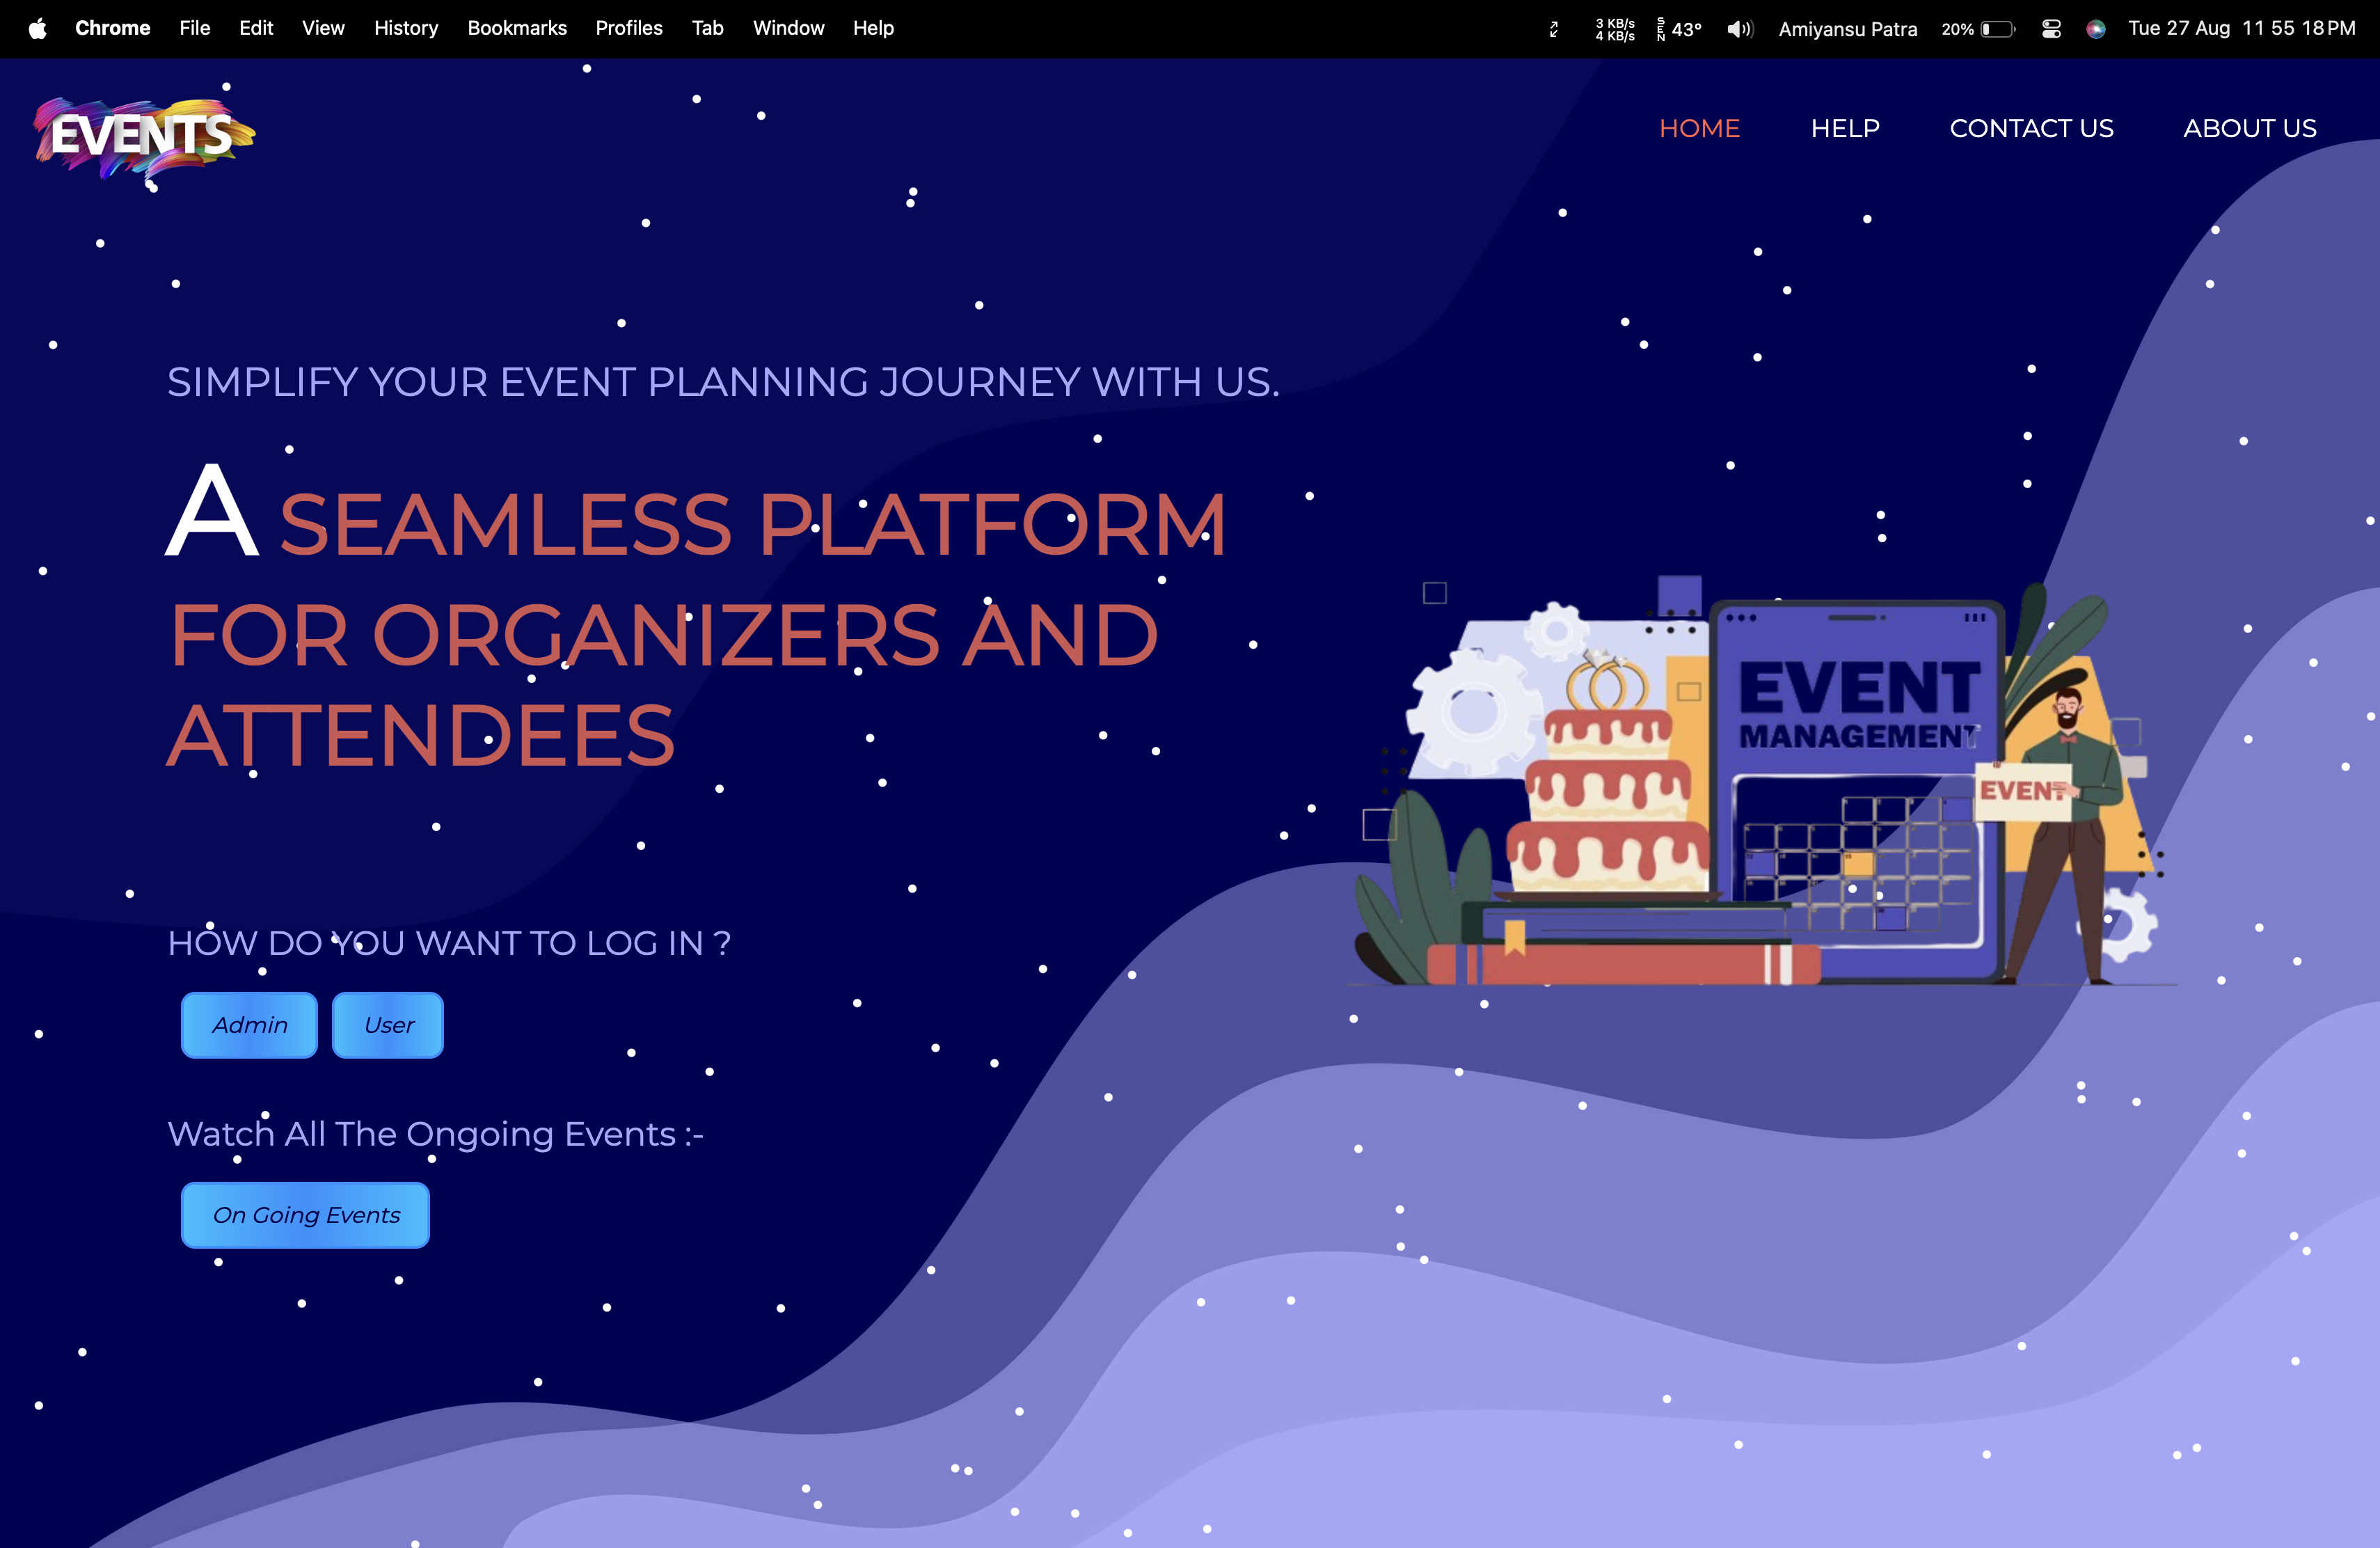 Chrome File Edit View History Bookmarks Profiles Tab Window Help
3 KB/s
4 KB/s
SEN 43° Amiyansu Patra 20% Tue 27 Aug 11 55 18 PM
EVENTS
HOME HELP CONTACT US ABOUT US
SIMPLIFY YOUR EVENT PLANNING JOURNEY WITH US.
A SEAMLESS PLATFORM
FOR ORGANIZERS AND
ATTENDEES
EVENT
MANAGEMENT
EVENT
HOW DO YOU WANT TO LOG IN ?
Admin User
Watch All The Ongoing Events :-
On Going Events